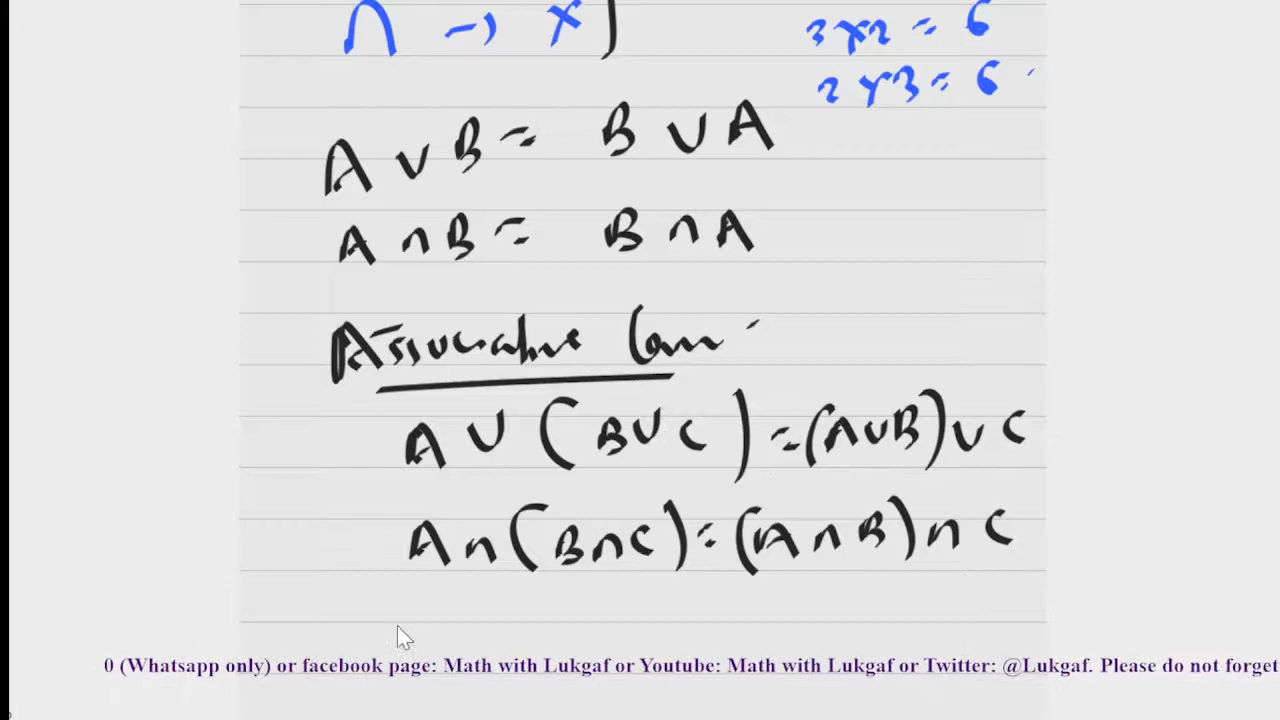 ∩ → x }
3 x 2 = 6
2 x 3 = 6
A ∪ B = B ∪ A
A ∩ B = B ∩ A
Associative law
A ∪ (B ∪ C) = (A ∪ B) ∪ C
A ∩ (B ∩ C) = (A ∩ B) ∩ C
0 (Whatsapp only) or facebook page: Math with Lukgaf or Youtube: Math with Lukgaf or Twitter: @Lukgaf. Please do not forget